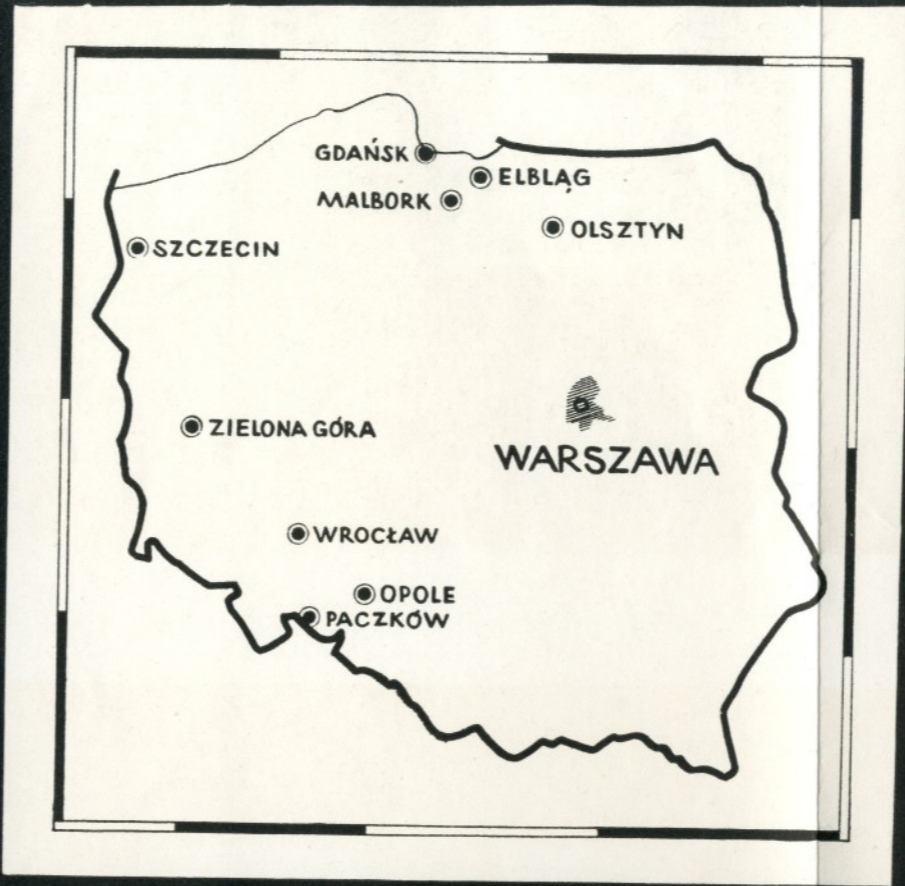 GDAŃSK
ELBLĄG
MALBORK
OLSZTYN
SZCZECIN
ZIELONA GÓRA
WARSZAWA
WROCŁAW
OPOLE
PACZKÓW